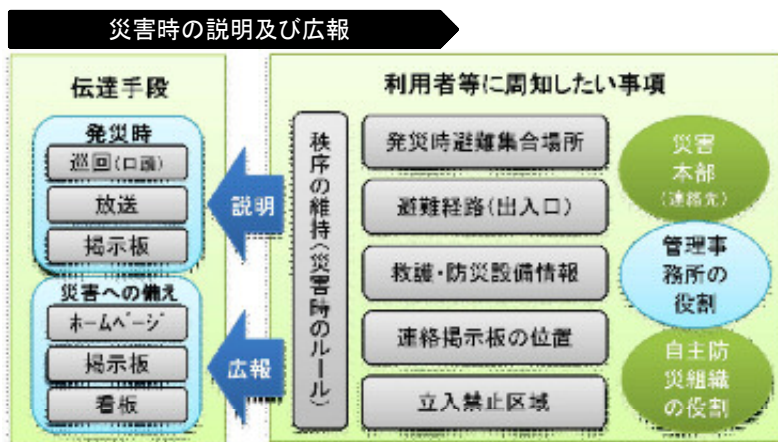 災害時の説明及び広報
伝達手段
発災時
巡回(口頭)
放送
掲示板
災害への備え
ホームページ
掲示板
看板
説明
広報
利用者等に周知したい事項
秩序の維持(災害時のルール)
発災時避難集合場所
避難経路(出入口)
救護・防災設備情報
連絡掲示板の位置
立入禁止区域
災害
本部
(連絡先)
管理事
務所の
役割
自主防
災組織
の役割